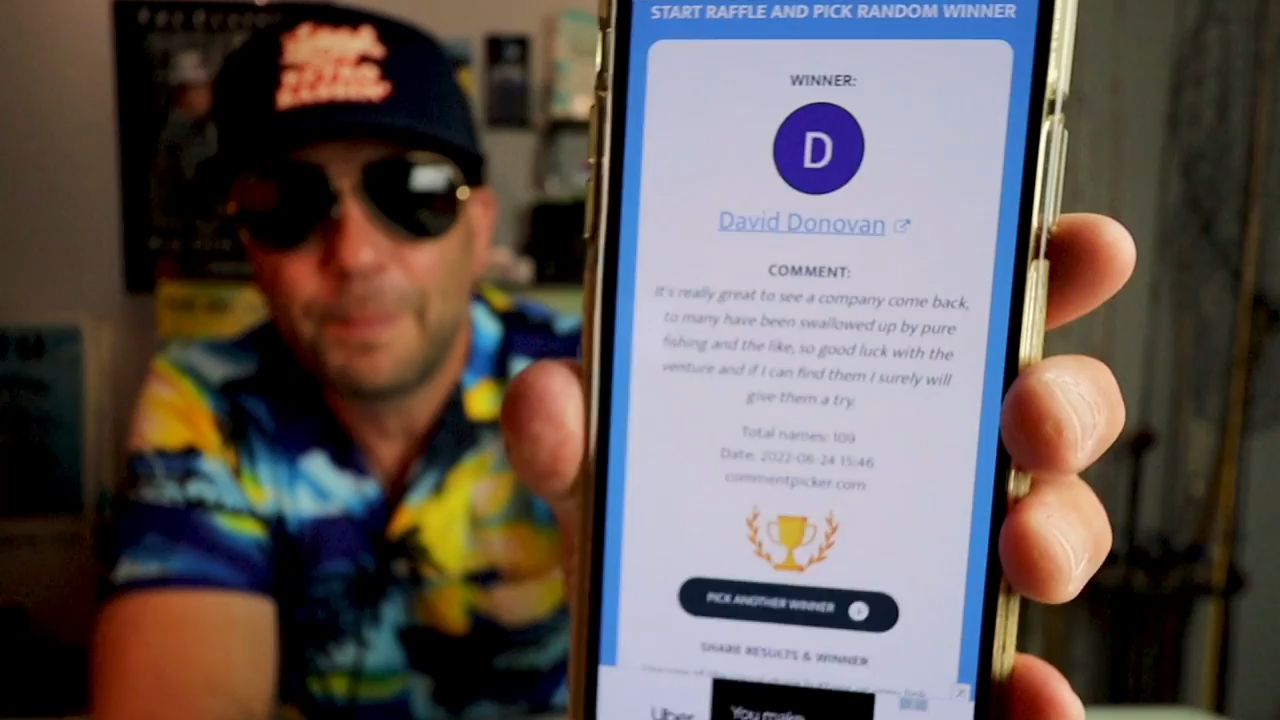 START RAFFLE AND PICK RANDOM WINNER
WINNER:
D
David Donovan
COMMENT:
It's really great to see a company come back,
to many have been swallowed up by pure
fishing and the like, so good luck with the
venture and if I can find them I surely will
give them a try.
Total names: 109
Date: 2022-06-24 15:46
commentpicker.com
PICK ANOTHER WINNER
SHARE RESULTS & WINNER
Uber
You make